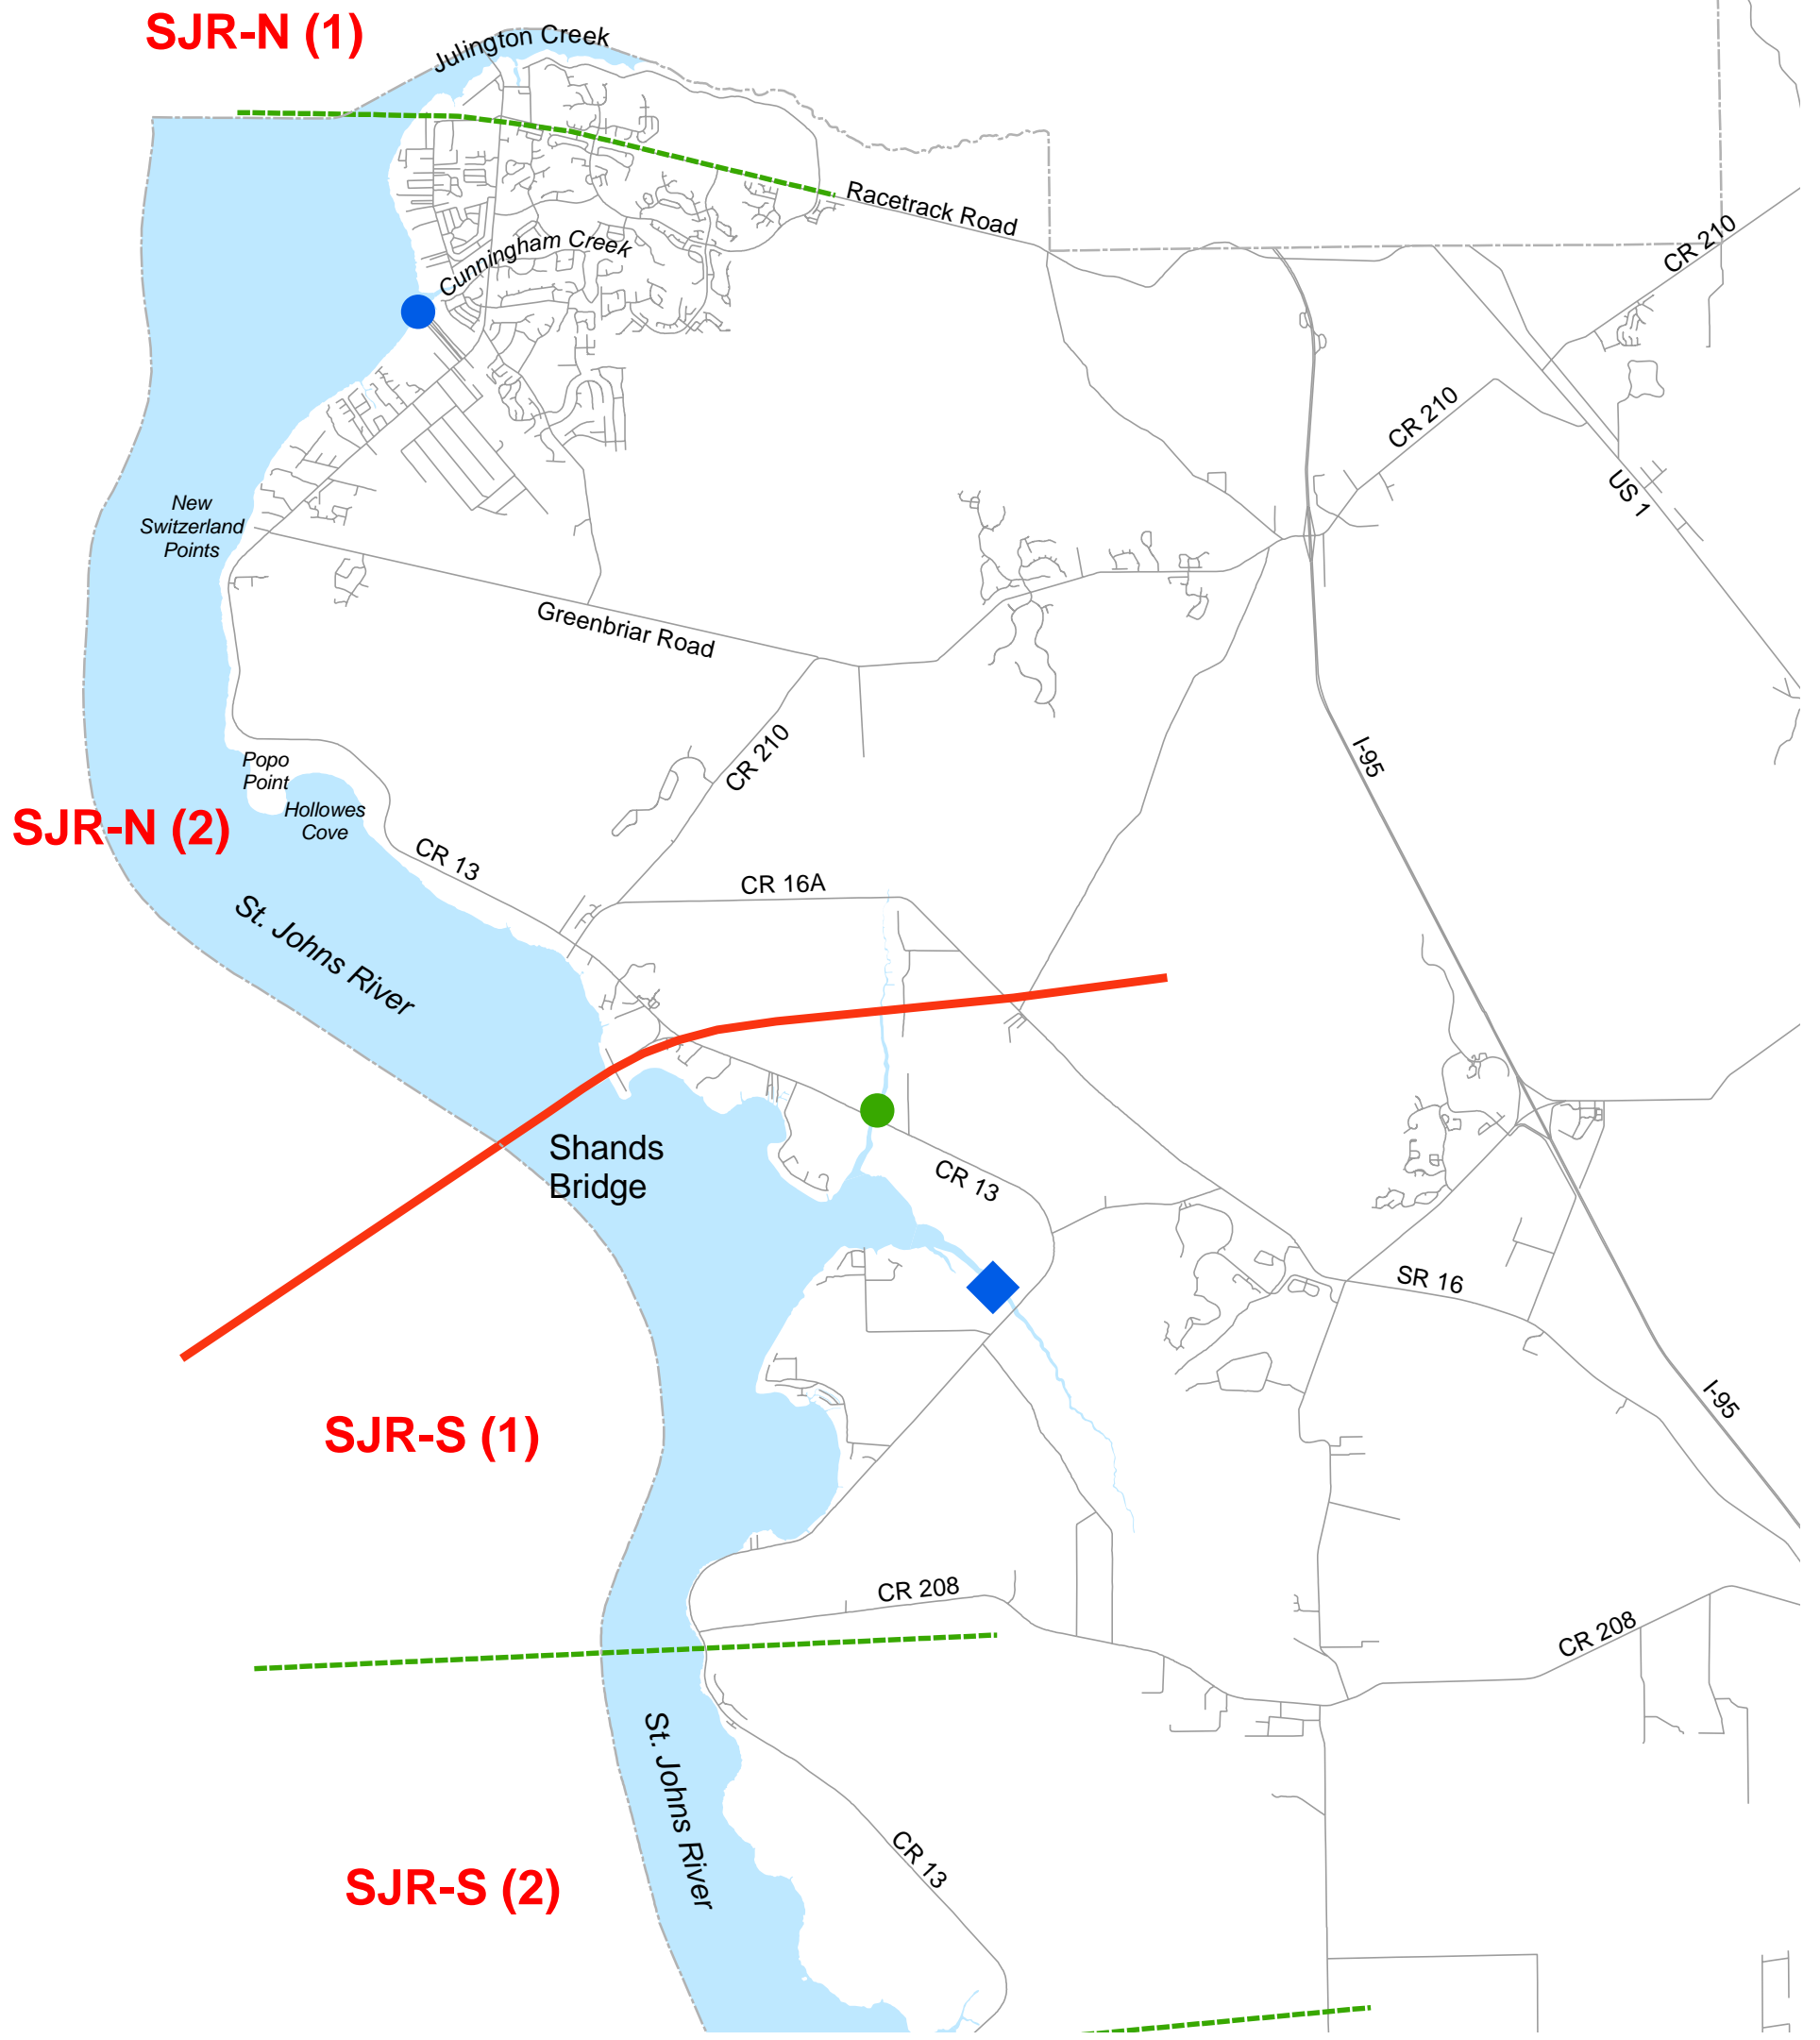 SJR-N (1)
Julington Creek
Racetrack Road
Cunningham Creek
CR 210
CR 210
US 1
New
Switzerland
Points
Greenbriar Road
CR 210
I-95
Popo
Point
Hollowes
Cove
SJR-N (2)
CR 13
CR 16A
St. Johns River
Shands
Bridge
CR 13
SR 16
I-95
SJR-S (1)
CR 208
CR 208
St. Johns River
CR 13
SJR-S (2)